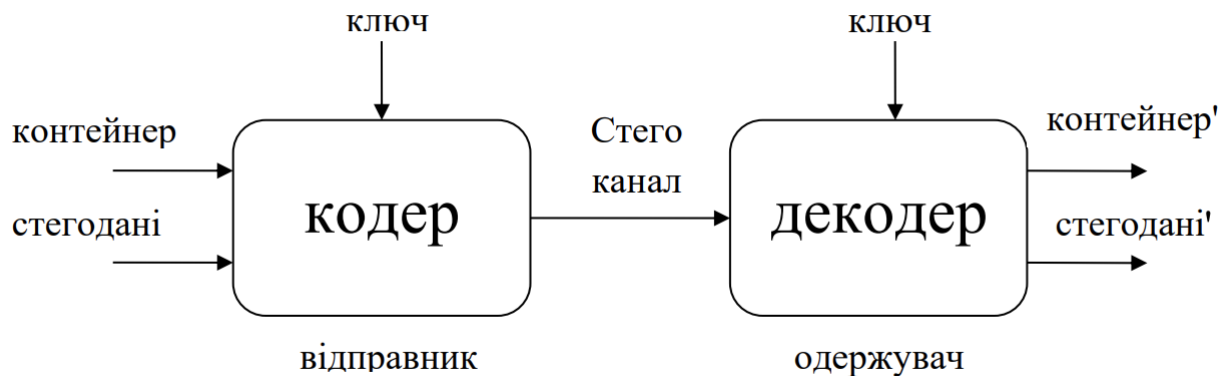 ключ
ключ
контейнер
Стего
контейнер'
кодер
канал
декодер
стегодані
стегодані'
відправник
одержувач